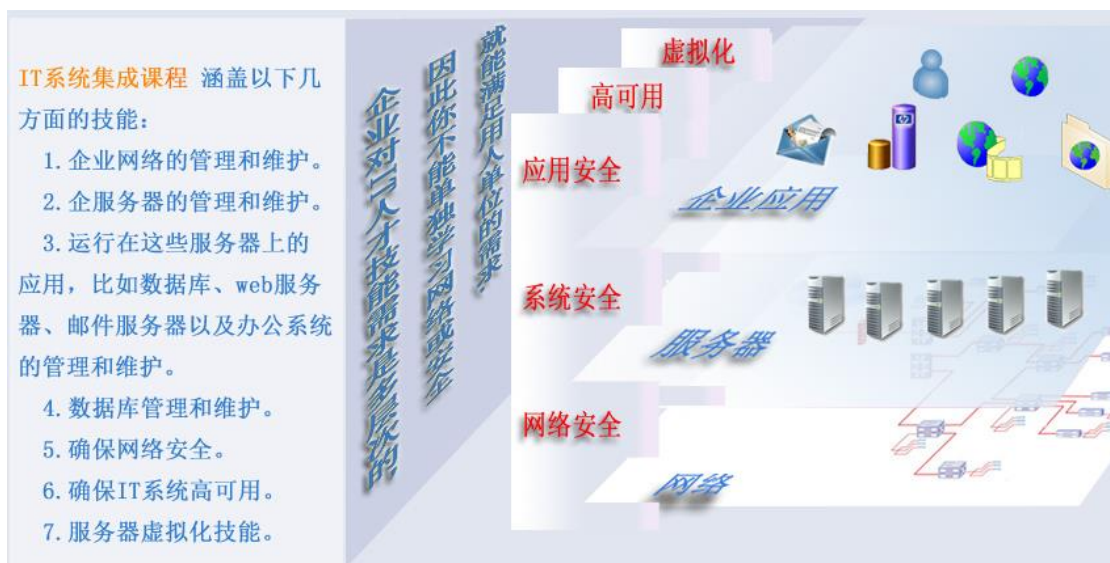 IT系统集成课程 涵盖以下几
方面的技能：
1.企业网络的管理和维护。
2.企服务器的管理和维护。
3.运行在这些服务器上的
应用，比如数据库、web服务
器、邮件服务器以及办公系统
的管理和维护。
4.数据库管理和维护。
5.确保网络安全。
6.确保IT系统高可用。
7.服务器虚拟化技能。
企业对IT人才技能需求是多层次的，
因此你不能单独学习网络或安全
就能满足用人单位的需求，
虚拟化
高可用
应用安全
企业应用
系统安全
服务器
网络安全
网络